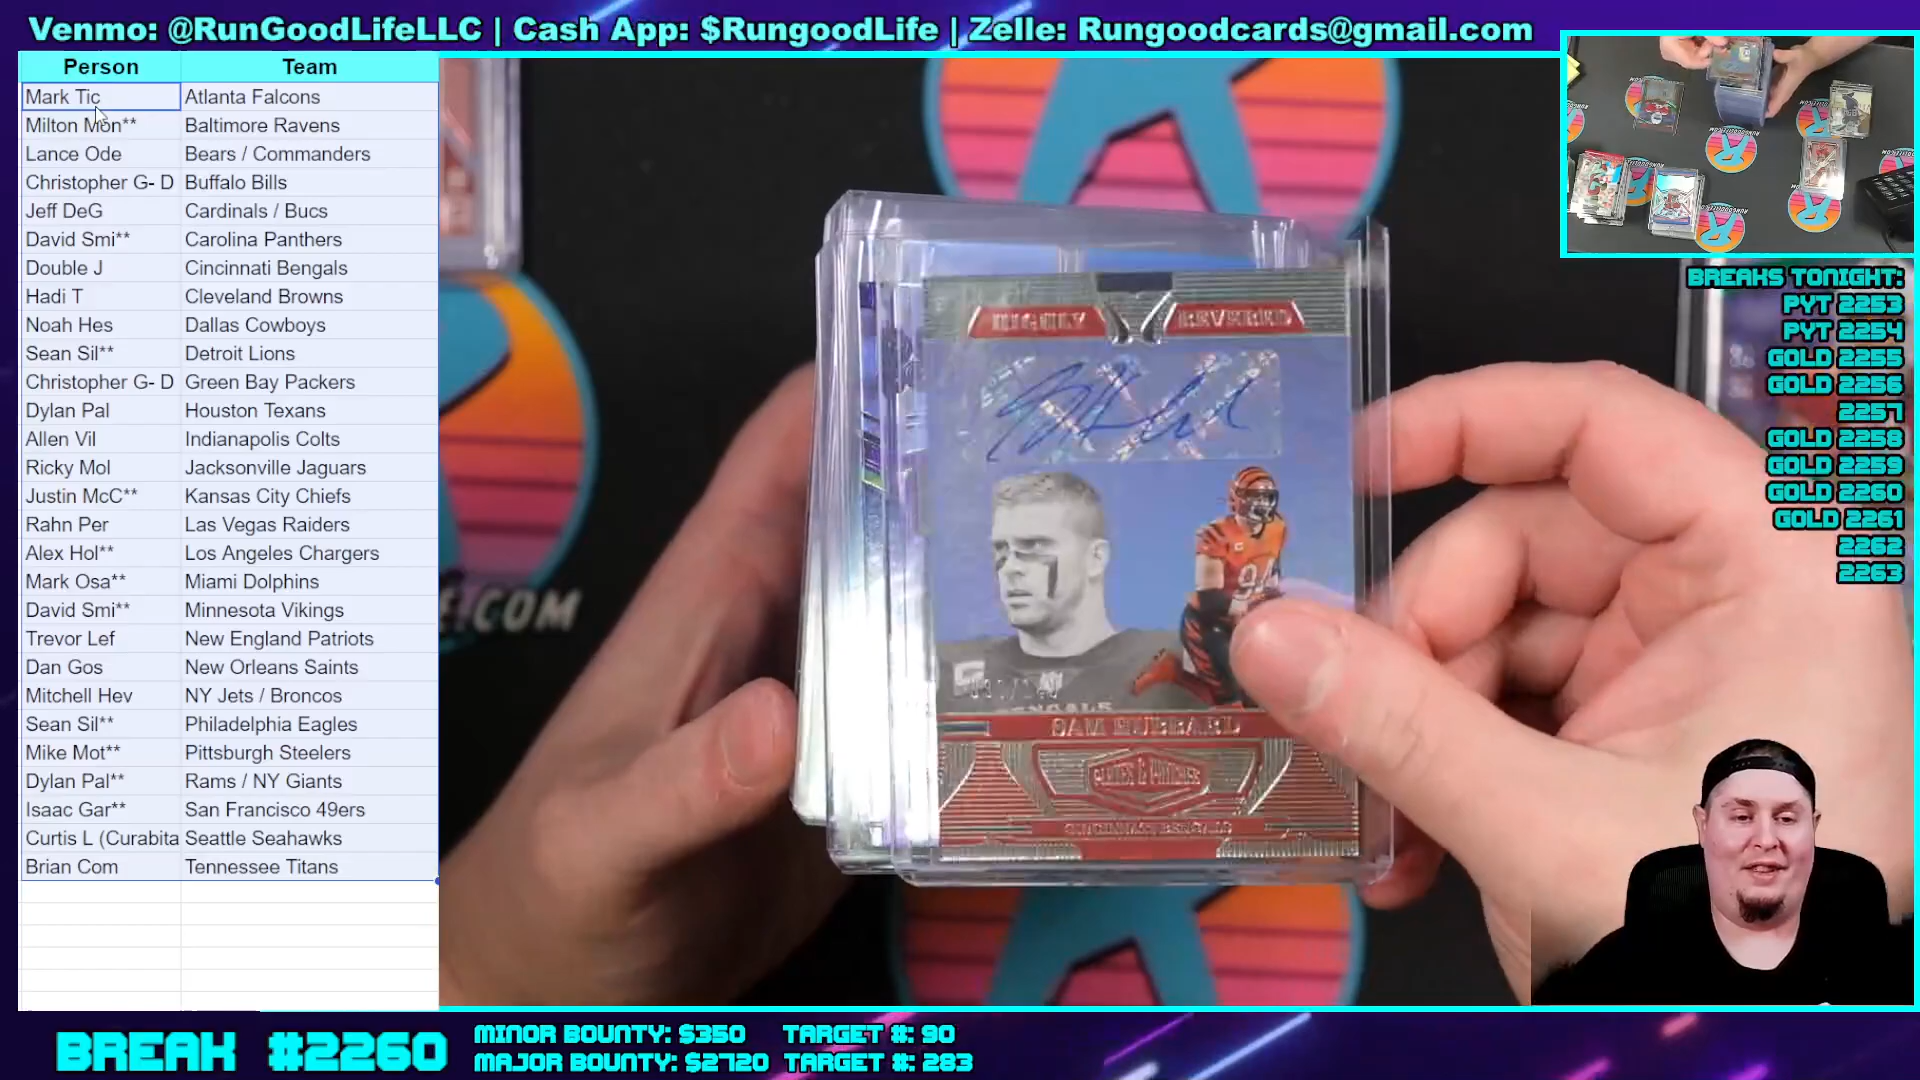 Venmo: @RunGoodLifeLLC | Cash App: $RungoodLife | Zelle: Rungoodcards@gmail.com
Person Team
Mark Tic Atlanta Falcons
Milton Mon** Baltimore Ravens
Lance Ode Bears / Commanders
Christopher G- D Buffalo Bills
Jeff DeG Cardinals / Bucs
David Smi** Carolina Panthers
Double J Cincinnati Bengals
Hadi T Cleveland Browns
Noah Hes Dallas Cowboys
Sean Sil** Detroit Lions
Christopher G- D Green Bay Packers
Dylan Pal Houston Texans
Allen Vil Indianapolis Colts
Ricky Mol Jacksonville Jaguars
Justin McC** Kansas City Chiefs
Rahn Per Las Vegas Raiders
Alex Hol** Los Angeles Chargers
Mark Osa** Miami Dolphins
David Smi** Minnesota Vikings
Trevor Lef New England Patriots
Dan Gos New Orleans Saints
Mitchell Hev NY Jets / Broncos
Sean Sil** Philadelphia Eagles
Mike Mot** Pittsburgh Steelers
Dylan Pal** Rams / NY Giants
Isaac Gar** San Francisco 49ers
Curtis L (Curabita Seattle Seahawks
Brian Com Tennessee Titans
HIGHLY REVERED
SAM HUBBARD
PLATES & PATCHES
CINCINNATI BENGALS
.COM
BREAKS TONIGHT:
PYT 2253
PYT 2254
GOLD 2255
GOLD 2256
2257
GOLD 2258
GOLD 2259
GOLD 2260
GOLD 2261
2262
2263
BREAK #2260
MINOR BOUNTY: $350 TARGET #: 90
MAJOR BOUNTY: $2720 TARGET #: 283